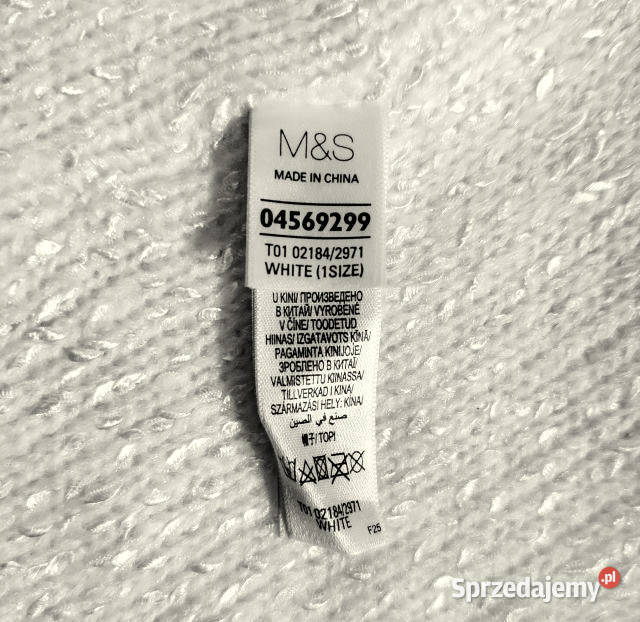 M&S
MADE IN CHINA
04569299
T01 02184/2971
WHITE (1SIZE)
U KINI/ ПРОИЗВЕДЕНО
В КИТАЙ/ VYROBENÉ
V ČÍNE/ TOODETUD
HIINAS/ IZGATAVOTS ĶĪNĀ/
PAGAMINTA KINIJOJE/
ЗРОБЛЕНО В КИТАЇ/
VALMISTETTU KIINASSA/
TILLVERKAD I KINA/
SZÁRMAZÁSI HELY: KÍNA/
صنع في الصين
帽子/ TOPI
T01 02184/2971
WHITE
F25
Sprzedajemy.pl